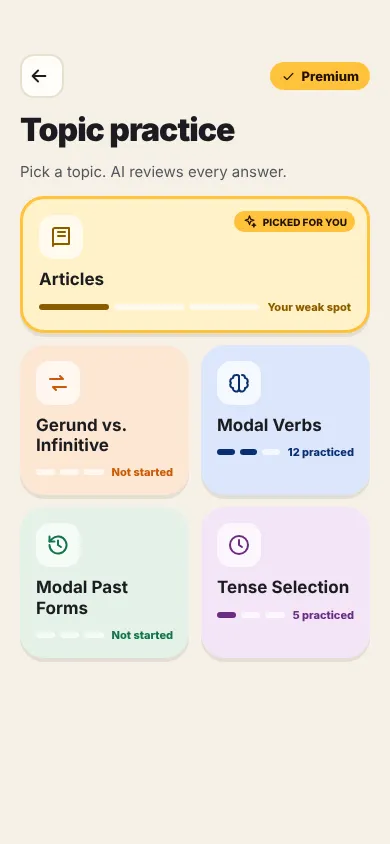 Premium
Topic practice
Pick a topic. AI reviews every answer.
PICKED FOR YOU
Articles
Your weak spot
Gerund vs.
Infinitive
Not started
Modal Verbs
12 practiced
Modal Past
Forms
Not started
Tense Selection
5 practiced